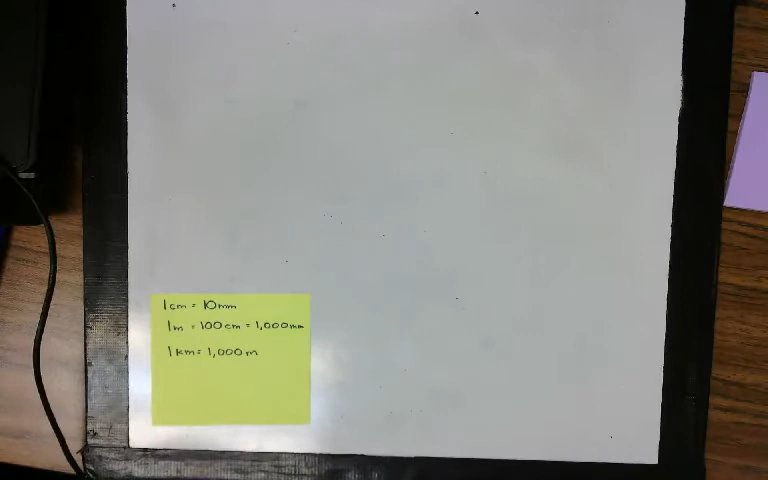 1 cm = 10 mm
1 m = 100 cm = 1,000 mm
1 km = 1,000 m